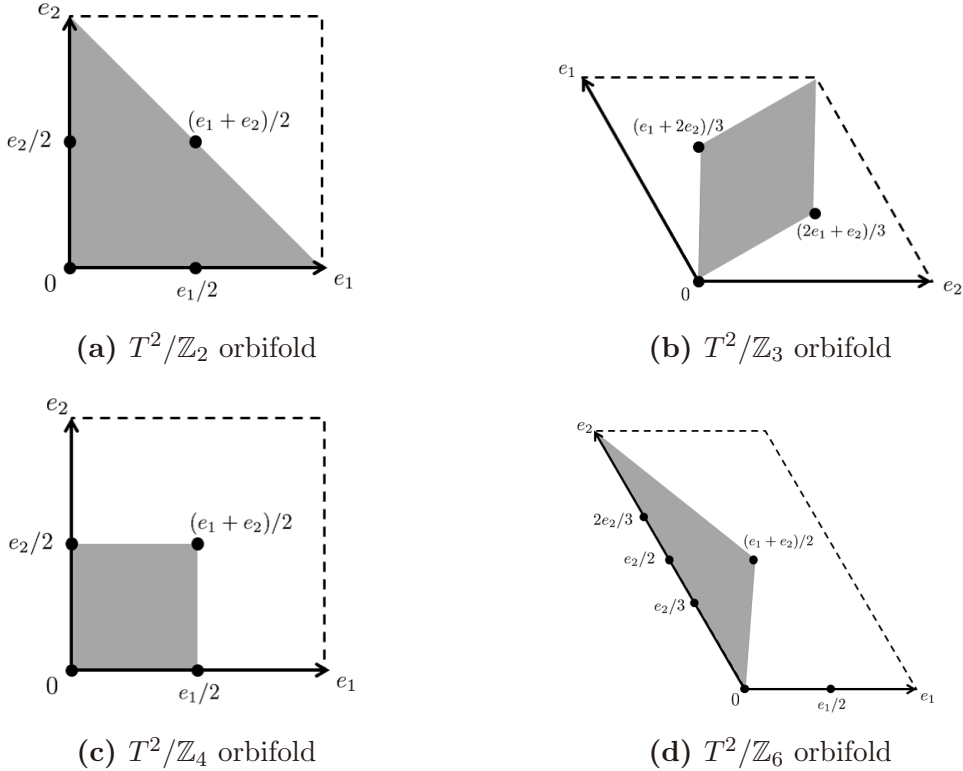 e₂
(e₁ + e₂)/2
e₂/2
0
e₁/2
e₁
(a) T²/ℤ₂ orbifold
e₁
(e₁ + 2e₂)/3
(2e₁ + e₂)/3
0
e₂
(b) T²/ℤ₃ orbifold
e₂
(e₁ + e₂)/2
e₂/2
0
e₁/2
e₁
(c) T²/ℤ₄ orbifold
e₂
2e₂/3
(e₁ + e₂)/2
e₂/2
e₂/3
0
e₁/2
e₁
(d) T²/ℤ₆ orbifold